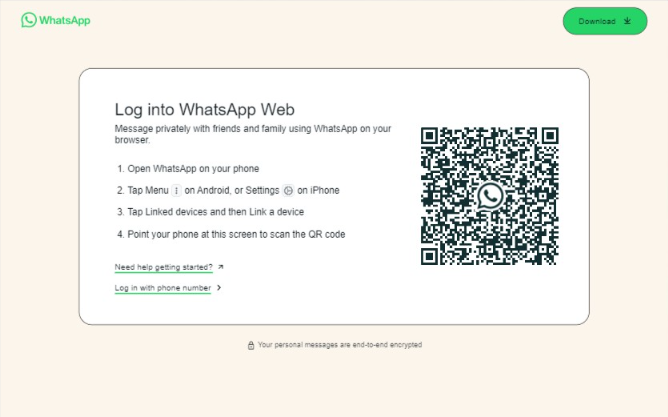 WhatsApp
Download
Log into WhatsApp Web
Message privately with friends and family using WhatsApp on your
browser.
1. Open WhatsApp on your phone
2. Tap Menu on Android, or Settings on iPhone
3. Tap Linked devices and then Link a device
4. Point your phone at this screen to scan the QR code
Need help getting started?
Log in with phone number
Your personal messages are end-to-end encrypted